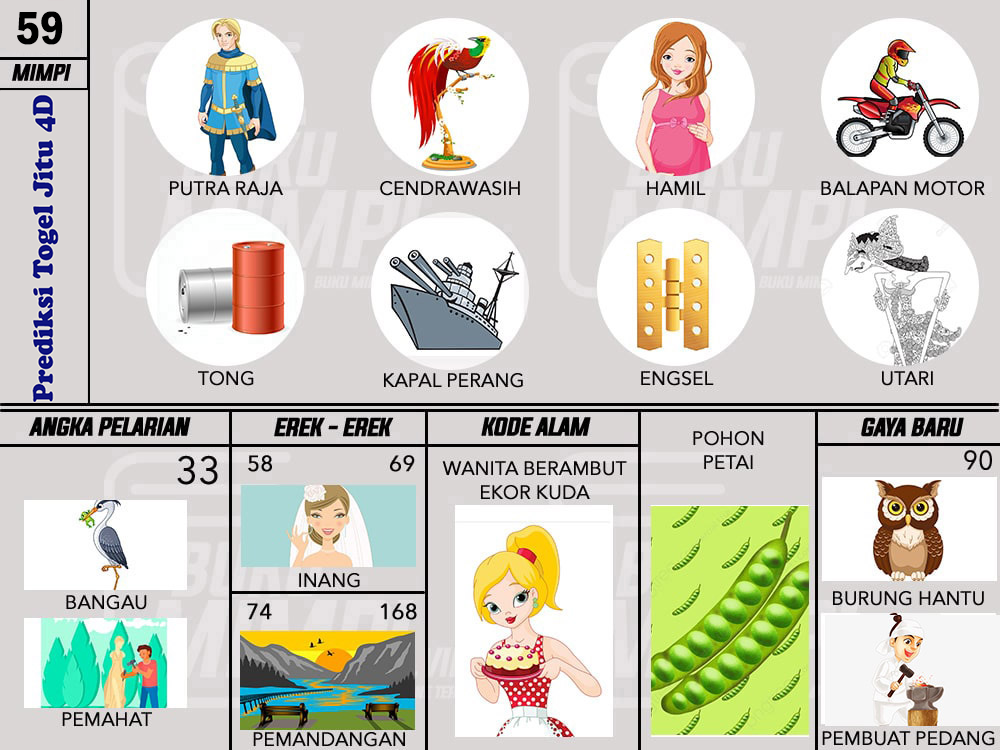 59
MIMPI
Prediksi Togel Jitu 4D
PUTRA RAJA
CENDRAWASIH
HAMIL
BALAPAN MOTOR
TONG
KAPAL PERANG
ENGSEL
UTARI
ANGKA PELARIAN
33
BANGAU
PEMAHAT
EREK - EREK
58 69
INANG
74 168
PEMANDANGAN
KODE ALAM
WANITA BERAMBUT
EKOR KUDA
POHON
PETAI
GAYA BARU
90
BURUNG HANTU
PEMBUAT PEDANG
BUKU
MIMPI